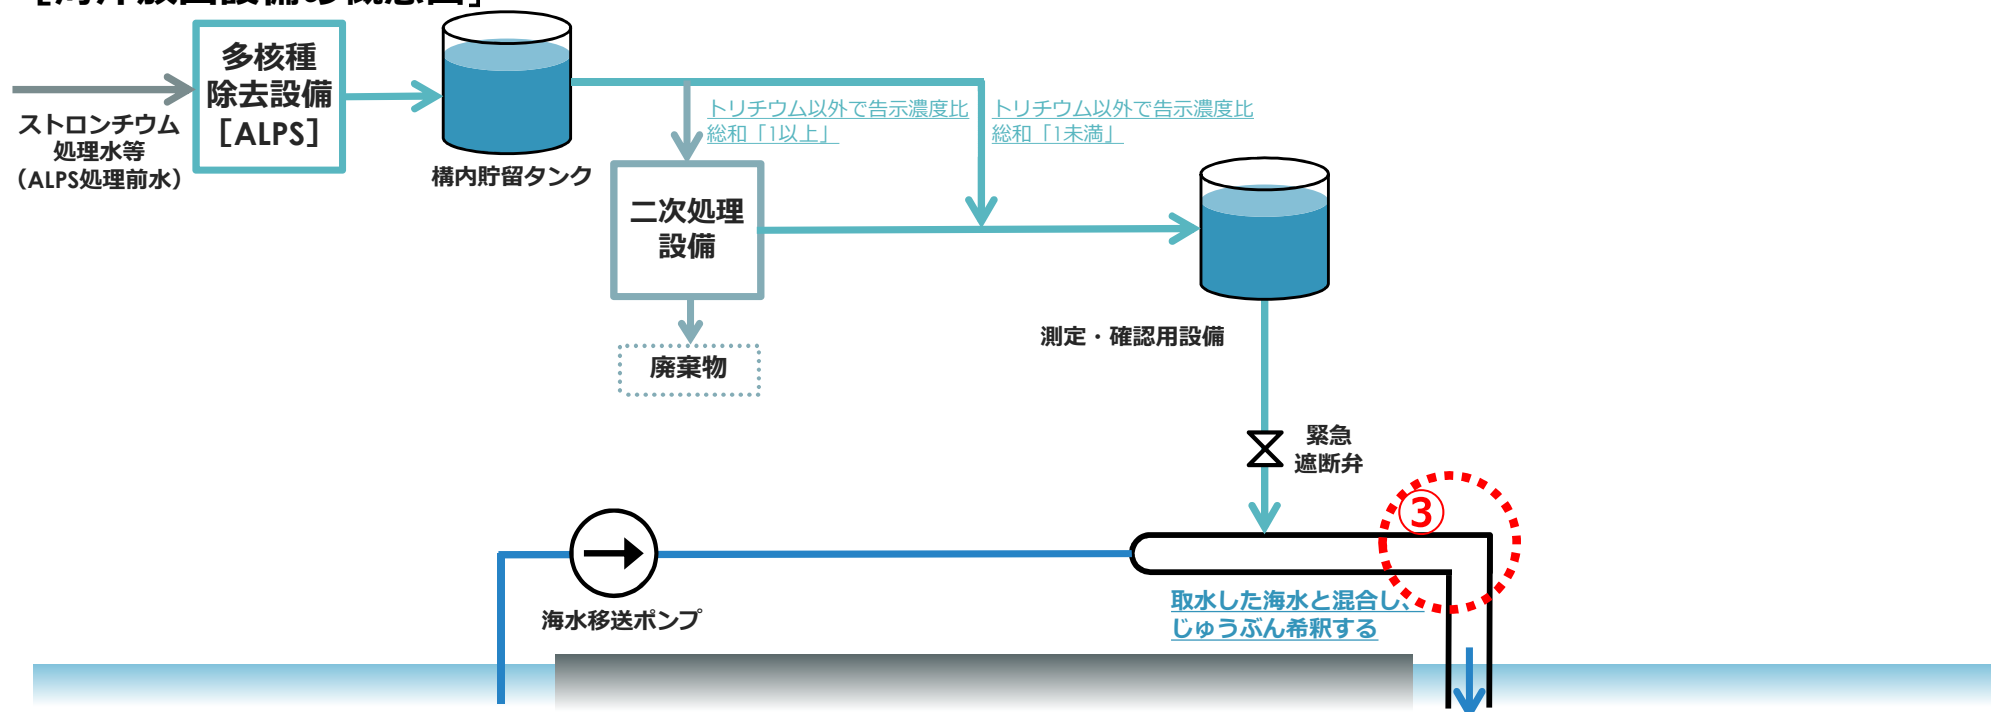 多核種
除去設備
［ALPS］
ストロンチウム
処理水等
（ALPS処理前水）
構内貯留タンク
トリチウム以外で告示濃度比
総和「1以上」
トリチウム以外で告示濃度比
総和「1未満」
二次処理
設備
廃棄物
測定・確認用設備
緊急
遮断弁
③
海水移送ポンプ
取水した海水と混合し、
じゅうぶん希釈する